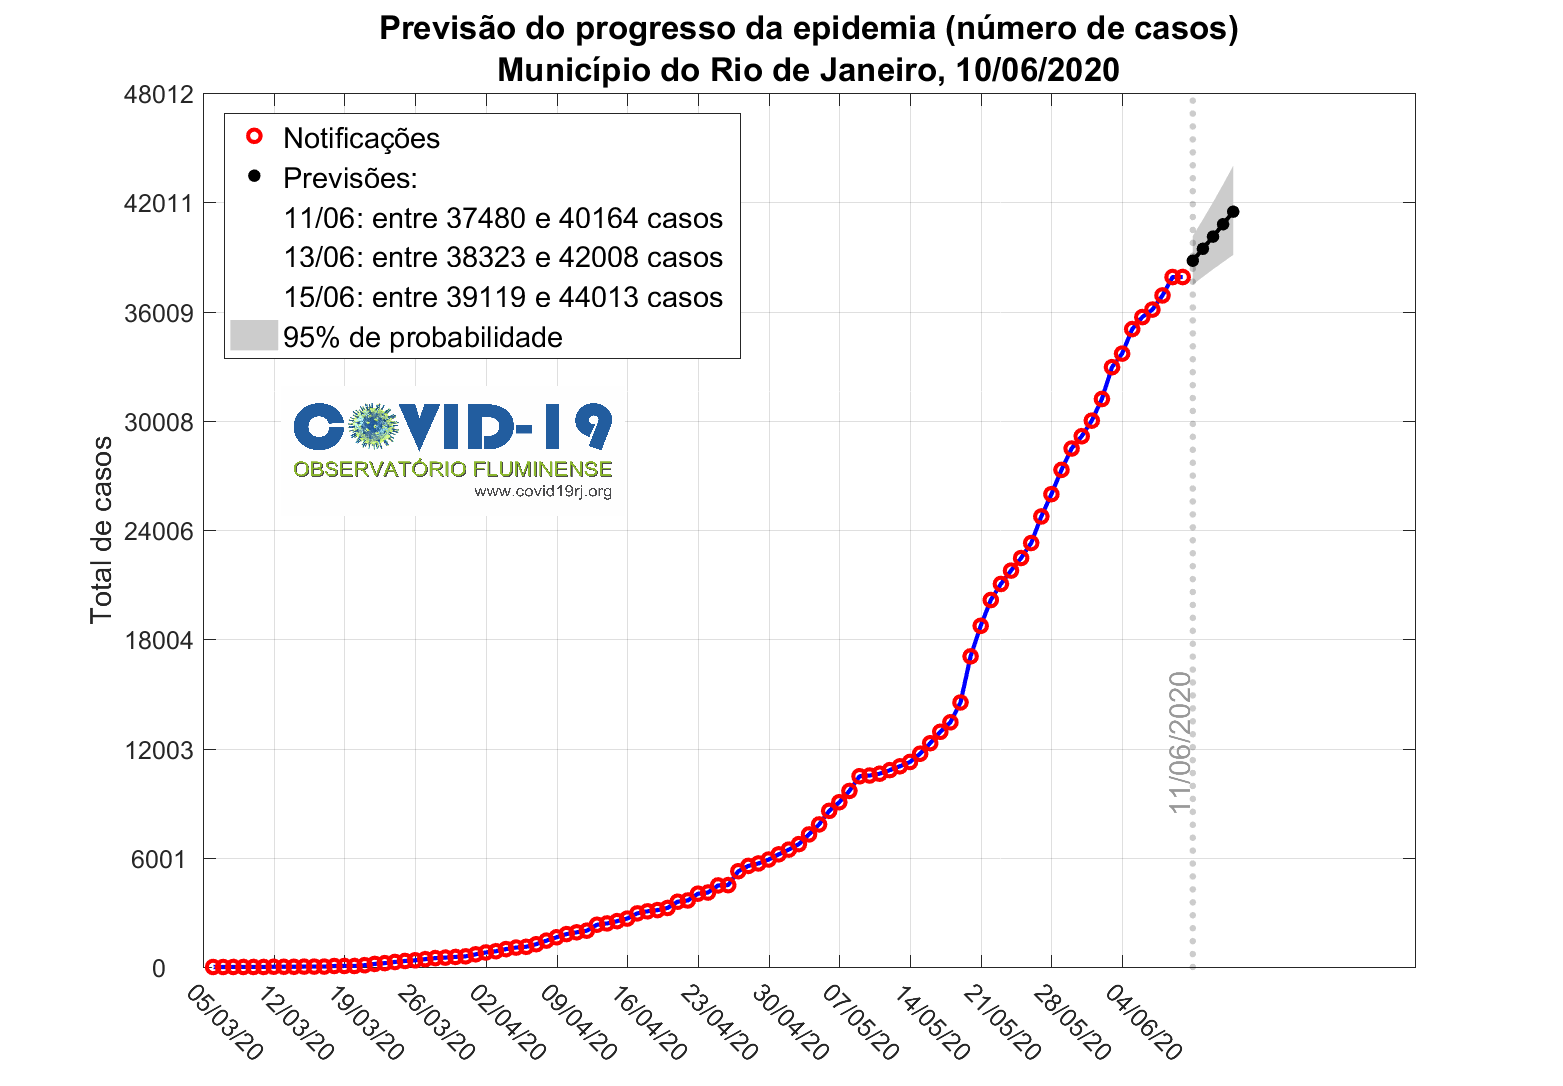 Previsão do progresso da epidemia (número de casos)
Município do Rio de Janeiro, 10/06/2020
Total de casos
48012
42011
36009
30008
24006
18004
12003
6001
0
Notificações
Previsões:
11/06: entre 37480 e 40164 casos
13/06: entre 38323 e 42008 casos
15/06: entre 39119 e 44013 casos
95% de probabilidade
COVID-19
OBSERVATÓRIO FLUMINENSE
www.covid19rj.org
11/06/2020
05/03/20
12/03/20
19/03/20
26/03/20
02/04/20
09/04/20
16/04/20
23/04/20
30/04/20
07/05/20
14/05/20
21/05/20
28/05/20
04/06/20